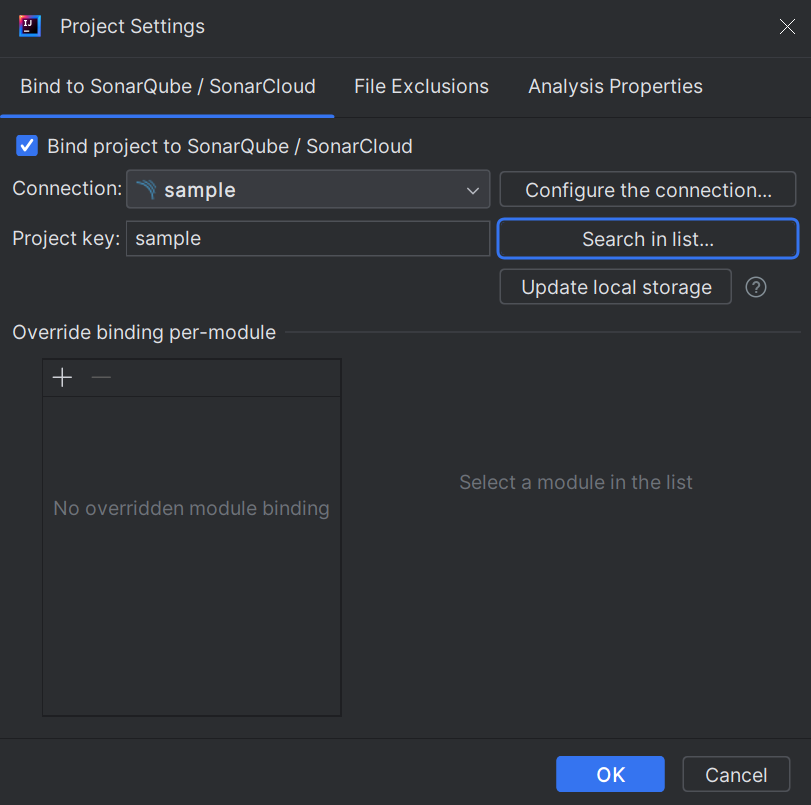 IJ
Project Settings
Bind to SonarQube / SonarCloud File Exclusions Analysis Properties
Bind project to SonarQube / SonarCloud
Connection: sample Configure the connection...
Project key: sample Search in list...
Update local storage ?
Override binding per-module
Select a module in the list
No overridden module binding
OK Cancel